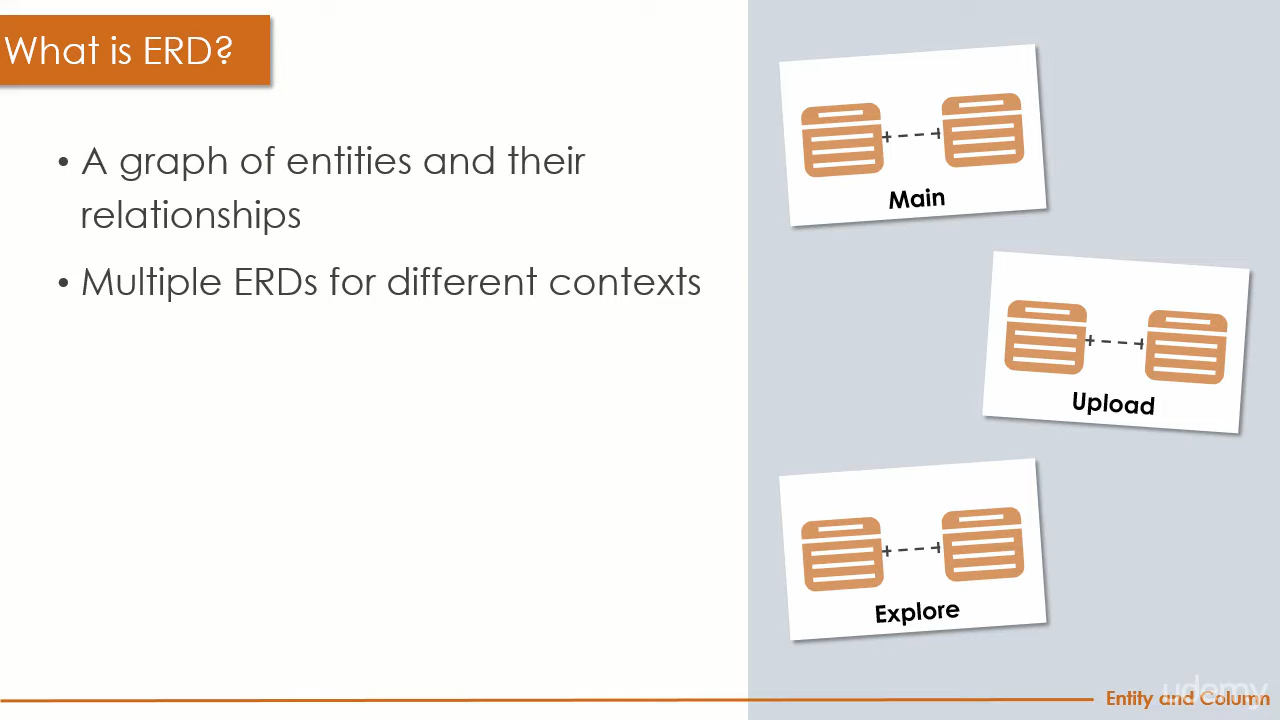 What is ERD?
• A graph of entities and their
relationships
• Multiple ERDs for different contexts
Main
Upload
Explore
Entity and Column
udemy